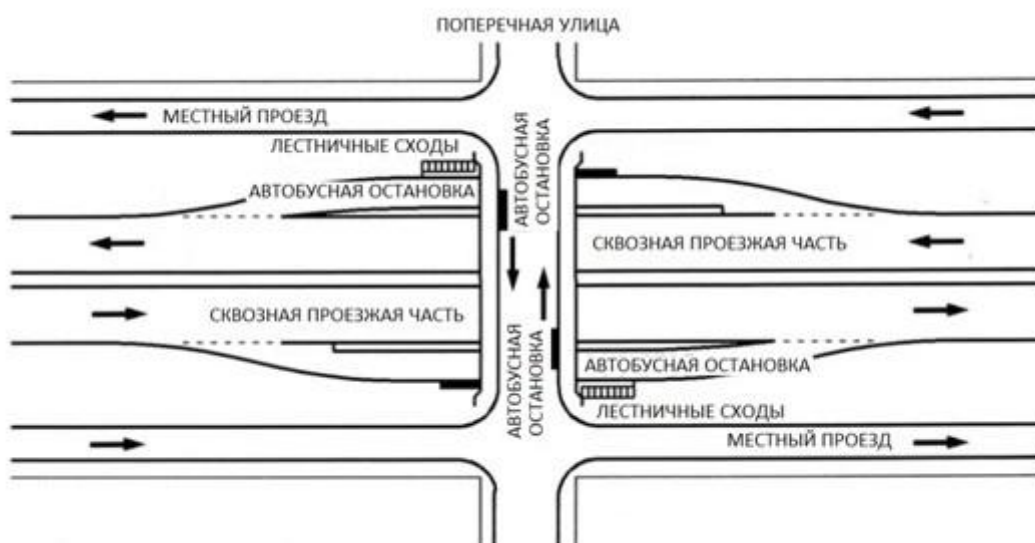 ПОПЕРЕЧНАЯ УЛИЦА
МЕСТНЫЙ ПРОЕЗД
ЛЕСТНИЧНЫЕ СХОДЫ
АВТОБУСНАЯ ОСТАНОВКА
АВТОБУСНАЯ
ОСТАНОВКА
СКВОЗНАЯ ПРОЕЗЖАЯ ЧАСТЬ
СКВОЗНАЯ ПРОЕЗЖАЯ ЧАСТЬ
АВТОБУСНАЯ
ОСТАНОВКА
АВТОБУСНАЯ ОСТАНОВКА
ЛЕСТНИЧНЫЕ СХОДЫ
МЕСТНЫЙ ПРОЕЗД